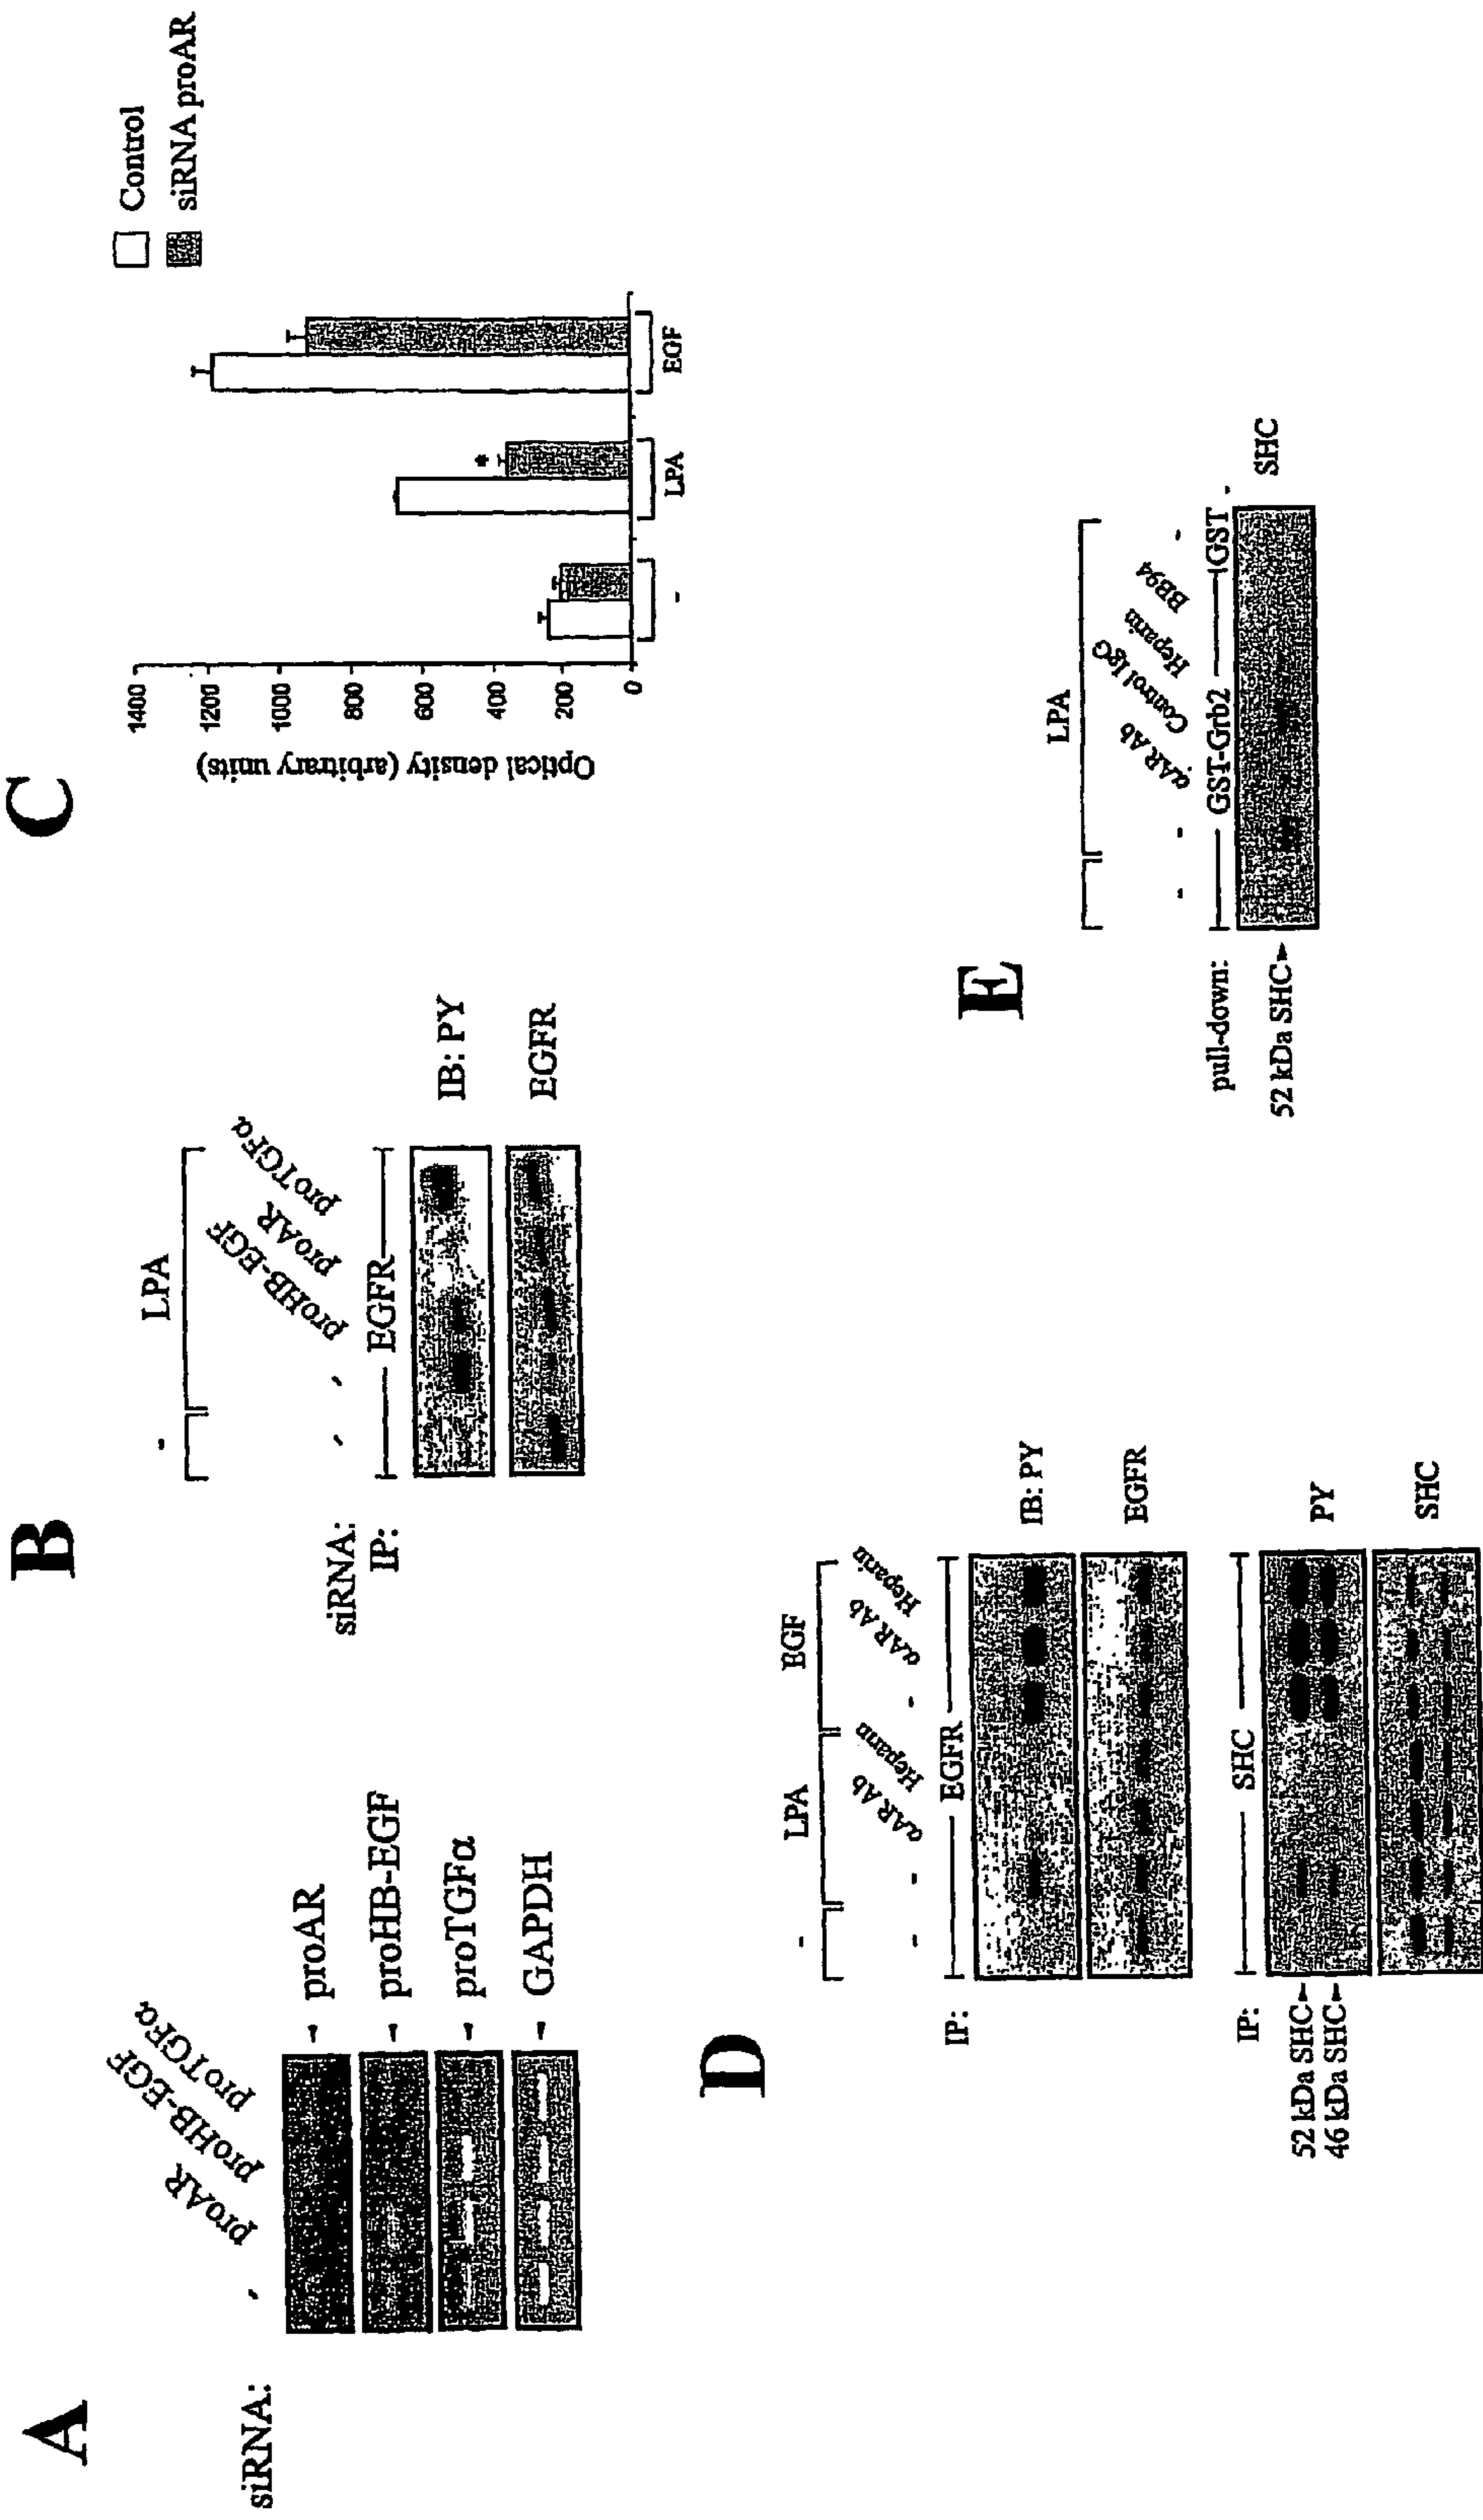 A
siRNA:
-
proAR
proHB-EGF
proTGFα
proAR
proHB-EGF
proTGFα
GAPDH
B
-
LPA
siRNA:
-
-
proHB-EGF
proAR
proTGFα
IP:
EGFR
IB: PY
EGFR
C
Control
siRNA proAR
Optical density (arbitrary units)
1400
1200
1000
800
600
400
200
0
*
-
LPA
EGF
D
-
LPA
EGF
-
-
αAR Ab
Heparin
-
αAR Ab
Heparin
IP:
EGFR
IB: PY
EGFR
IP:
SHC
52 kDa SHC
46 kDa SHC
PY
SHC
E
LPA
-
-
αAR Ab
Control IgG
Heparin
BB94
-
pull-down:
GST-Grb2
GST
52 kDa SHC
SHC